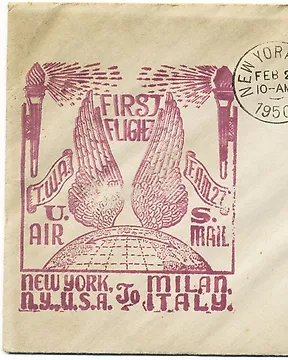 NEW YORK
FEB 2
10-AM
1950
FIRST
FLIGHT
T.W.A.
F.A.M. 27
U. S.
AIR MAIL
NEW YORK, To MILAN,
N.Y., U.S.A. ITALY.